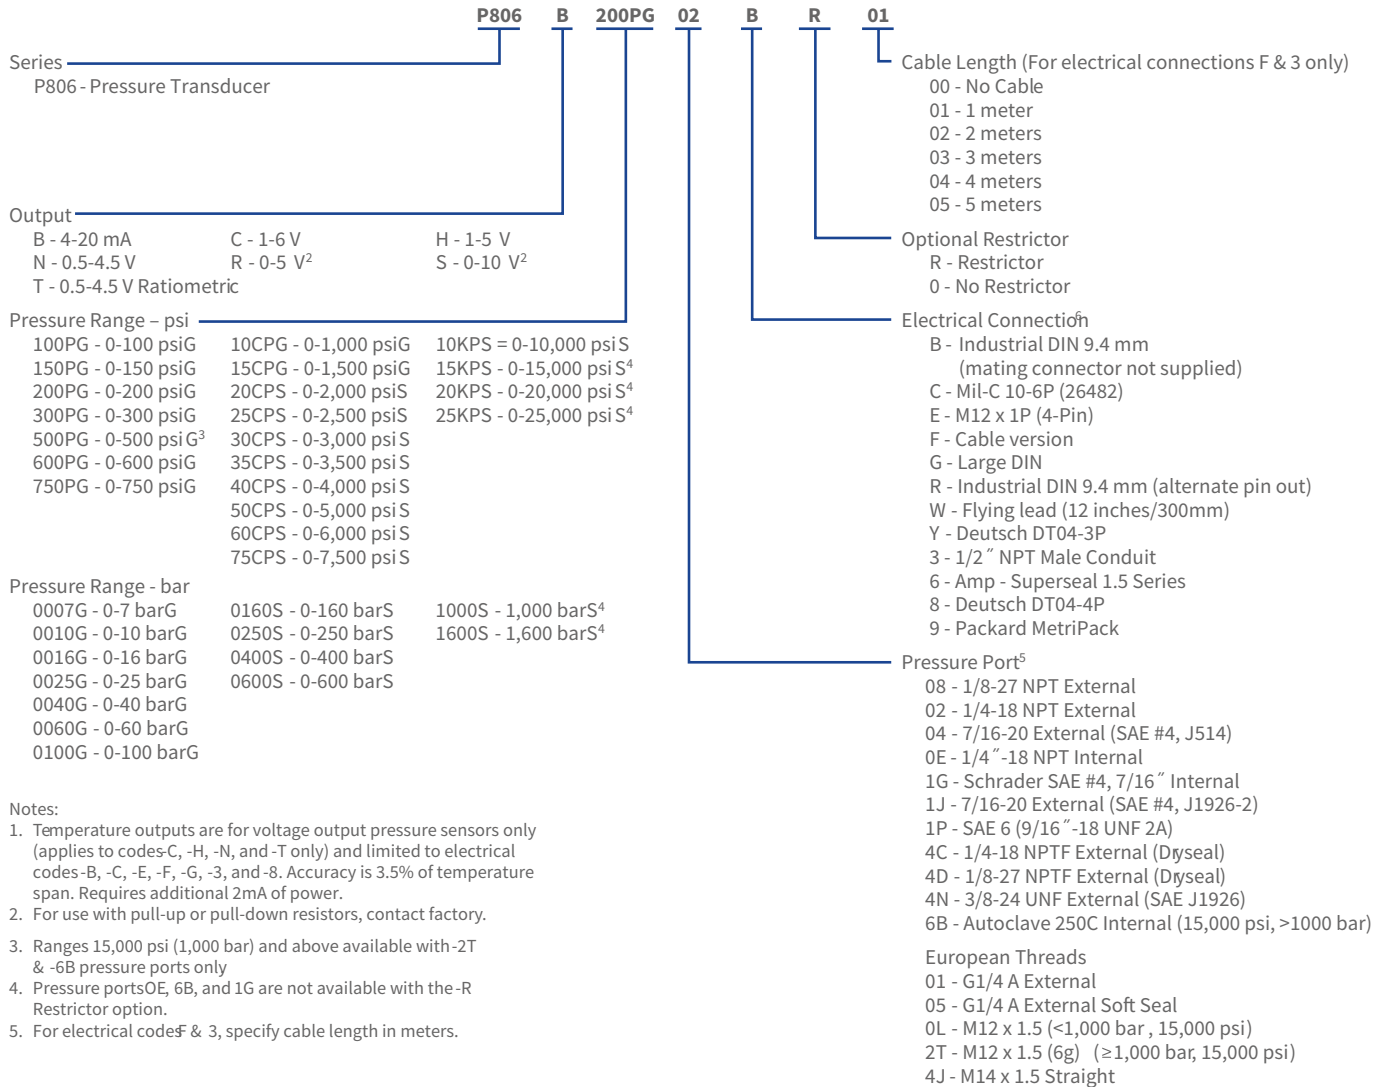 P806 B 200PG 02 B R 01
Series
P806 - Pressure Transducer
Output
B - 4-20 mA C - 1-6 V H - 1-5 V
N - 0.5-4.5 V R - 0-5 V2 S - 0-10 V2
T - 0.5-4.5 V Ratiometric
Pressure Range – psi
100PG - 0-100 psiG 10CPG - 0-1,000 psiG 10KPS = 0-10,000 psi S
150PG - 0-150 psiG 15CPG - 0-1,500 psiG 15KPS - 0-15,000 psi S4
200PG - 0-200 psiG 20CPS - 0-2,000 psiS 20KPS - 0-20,000 psi S4
300PG - 0-300 psiG 25CPS - 0-2,500 psiS 25KPS - 0-25,000 psi S4
500PG - 0-500 psi G3 30CPS - 0-3,000 psi S
600PG - 0-600 psiG 35CPS - 0-3,500 psi S
750PG - 0-750 psiG 40CPS - 0-4,000 psi S
50CPS - 0-5,000 psi S
60CPS - 0-6,000 psi S
75CPS - 0-7,500 psi S
Pressure Range - bar
0007G - 0-7 barG 0160S - 0-160 barS 1000S - 1,000 barS4
0010G - 0-10 barG 0250S - 0-250 barS 1600S - 1,600 barS4
0016G - 0-16 barG 0400S - 0-400 barS
0025G - 0-25 barG 0600S - 0-600 barS
0040G - 0-40 barG
0060G - 0-60 barG
0100G - 0-100 barG
Notes:
1. Temperature outputs are for voltage output pressure sensors only
(applies to codes-C, -H, -N, and -T only) and limited to electrical
codes -B, -C, -E, -F, -G, -3, and -8. Accuracy is 3.5% of temperature
span. Requires additional 2mA of power.
2. For use with pull-up or pull-down resistors, contact factory.
3. Ranges 15,000 psi (1,000 bar) and above available with -2T
& -6B pressure ports only
4. Pressure portsOE, 6B, and 1G are not available with the -R
Restrictor option.
5. For electrical codesF & 3, specify cable length in meters.
Cable Length (For electrical connections F & 3 only)
00 - No Cable
01 - 1 meter
02 - 2 meters
03 - 3 meters
04 - 4 meters
05 - 5 meters
Optional Restrictor
R - Restrictor
0 - No Restrictor
Electrical Connection6
B - Industrial DIN 9.4 mm
(mating connector not supplied)
C - Mil-C 10-6P (26482)
E - M12 x 1P (4-Pin)
F - Cable version
G - Large DIN
R - Industrial DIN 9.4 mm (alternate pin out)
W - Flying lead (12 inches/300mm)
Y - Deutsch DT04-3P
3 - 1/2˝ NPT Male Conduit
6 - Amp - Superseal 1.5 Series
8 - Deutsch DT04-4P
9 - Packard MetriPack
Pressure Port5
08 - 1/8-27 NPT External
02 - 1/4-18 NPT External
04 - 7/16-20 External (SAE #4, J514)
0E - 1/4˝-18 NPT Internal
1G - Schrader SAE #4, 7/16˝ Internal
1J - 7/16-20 External (SAE #4, J1926-2)
1P - SAE 6 (9/16˝-18 UNF 2A)
4C - 1/4-18 NPTF External (Dryseal)
4D - 1/8-27 NPTF External (Dryseal)
4N - 3/8-24 UNF External (SAE J1926)
6B - Autoclave 250C Internal (15,000 psi, >1000 bar)
European Threads
01 - G1/4 A External
05 - G1/4 A External Soft Seal
0L - M12 x 1.5 (<1,000 bar , 15,000 psi)
2T - M12 x 1.5 (6g) (≥1,000 bar, 15,000 psi)
4J - M14 x 1.5 Straight